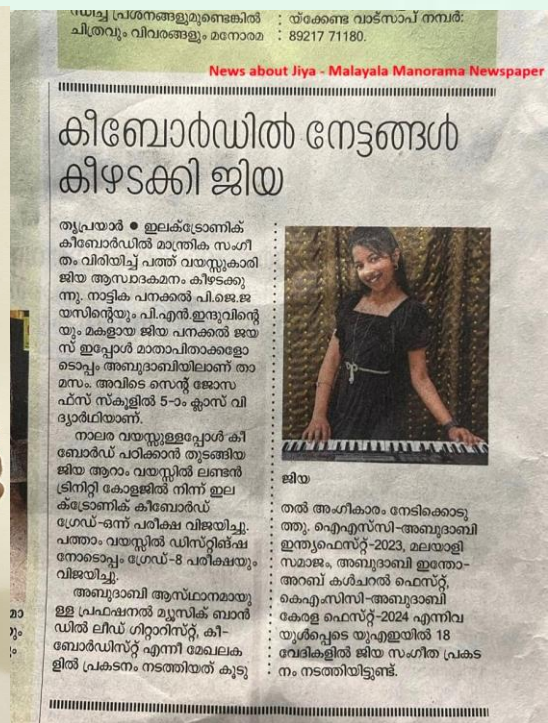 ന്ധിച്ച പ്രശ്നങ്ങളുമുണ്ടെങ്കിൽ
ചിത്രവും വിവരങ്ങളും മനോരമ
യ്ക്കേണ്ട വാട്സാപ് നമ്പർ:
89217 71180.
News about Jiya - Malayala Manorama Newspaper
കീബോർഡിൽ നേട്ടങ്ങൾ
കീഴടക്കി ജിയ
തൃപ്രയാർ ● ഇലക്ട്രോണിക്
കീബോർഡിൽ മാന്ത്രിക സംഗീ
തം വിരിയിച്ച് പത്ത് വയസ്സുകാരി
ജിയ ആസ്വാദകമനം കീഴടക്കു
ന്നു. നാട്ടിക പനക്കൽ പി.ജെ.ജ
യസിന്റെയും പി.എൻ.ഇന്ദുവിന്റെ
യും മകളായ ജിയ പനക്കൽ ജയ
സ് ഇപ്പോൾ മാതാപിതാക്കളോ
ടൊപ്പം അബുദാബിയിലാണ് താ
മസം. അവിടെ സെന്റ് ജോസ
ഫ്സ് സ്കൂളിൽ 5-ാം ക്ലാസ് വി
ദ്യാർഥിയാണ്.
നാലര വയസ്സുള്ളപ്പോൾ കീ
ബോർഡ് പഠിക്കാൻ തുടങ്ങിയ
ജിയ ആറാം വയസിൽ ലണ്ടൻ
ട്രിനിറ്റി കോളജിൽ നിന്ന് ഇല
ക്ട്രോണിക് കീബോർഡ്
ഗ്രേഡ്-ഒന്ന് പരീക്ഷ വിജയിച്ചു.
പത്താം വയസിൽ ഡിസ്റ്റിങ്ഷ
നോടൊപ്പം ഗ്രേഡ്-8 പരീക്ഷയും
വിജയിച്ചു.
അബുദാബി ആസ്ഥാനമായു
ള്ള പ്രഫഷനൽ മ്യൂസിക് ബാൻ
ഡിൽ ലീഡ് ഗിറ്റാറിസ്റ്റ്, കീ-
ബോർഡിസ്റ്റ് എന്നീ മേഖലക
ളിൽ പ്രകടനം നടത്തിയത് കൂടു
ജിയ
തൽ അംഗീകാരം നേടിക്കൊടു
ത്തു. ഐഎസ്‌സി-അബുദാബി
ഇന്ത്യഫെസ്റ്റ്-2023, മലയാളി
സമാജം, അബുദാബി ഇന്തോ-
അറബ് കൾചറൽ ഫെസ്റ്റ്,
കെഎംസിസി-അബുദാബി
കേരള ഫെസ്റ്റ്-2024 എന്നിവ
യുൾപ്പെടെ യുഎഇയിൽ 18
വേദികളിൽ ജിയ സംഗീത പ്രകട
നം നടത്തിയിട്ടുണ്ട്.